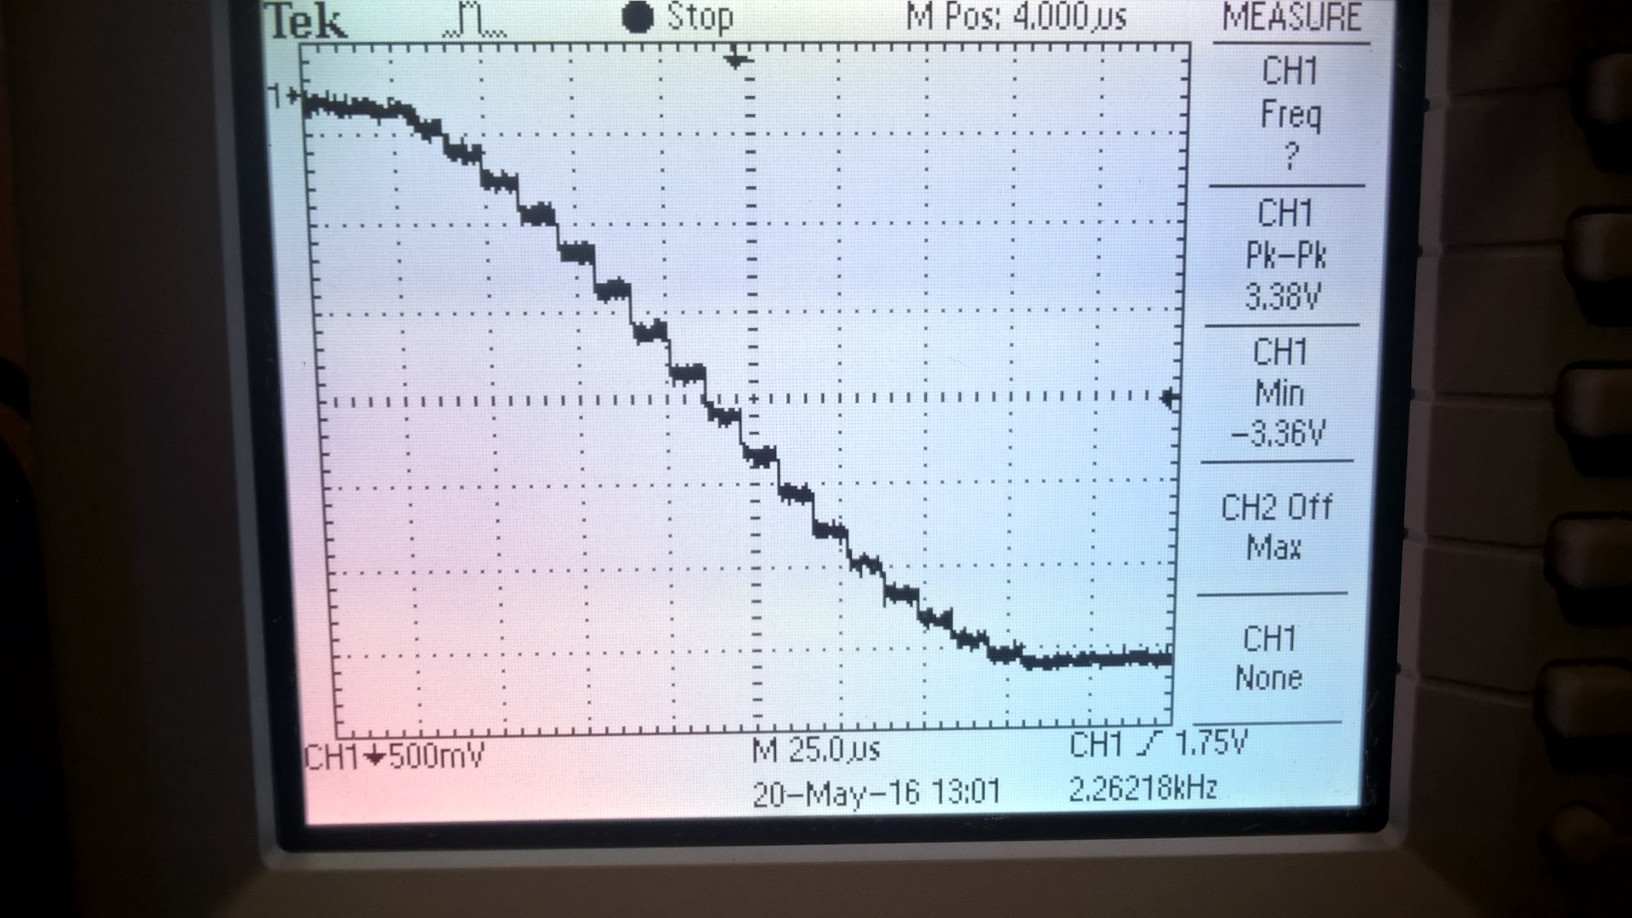 Tek Stop M Pos: 4.000µs MEASURE
1
CH1
Freq
?
CH1
Pk-Pk
3.38V
CH1
Min
-3.36V
CH2 Off
Max
CH1
None
CH1 500mV M 25.0µs CH1 1.75V
20-May-16 13:01 2.26218kHz